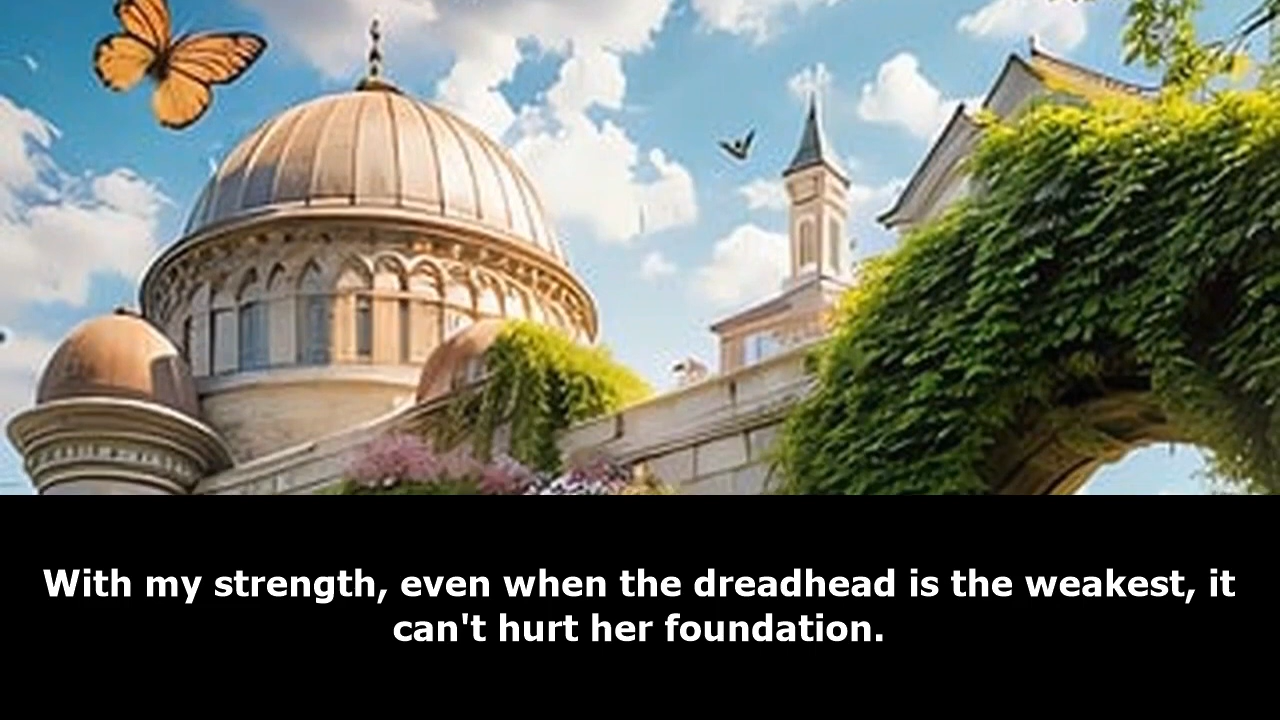 With my strength, even when the dreadhead is the weakest, it
can't hurt her foundation.